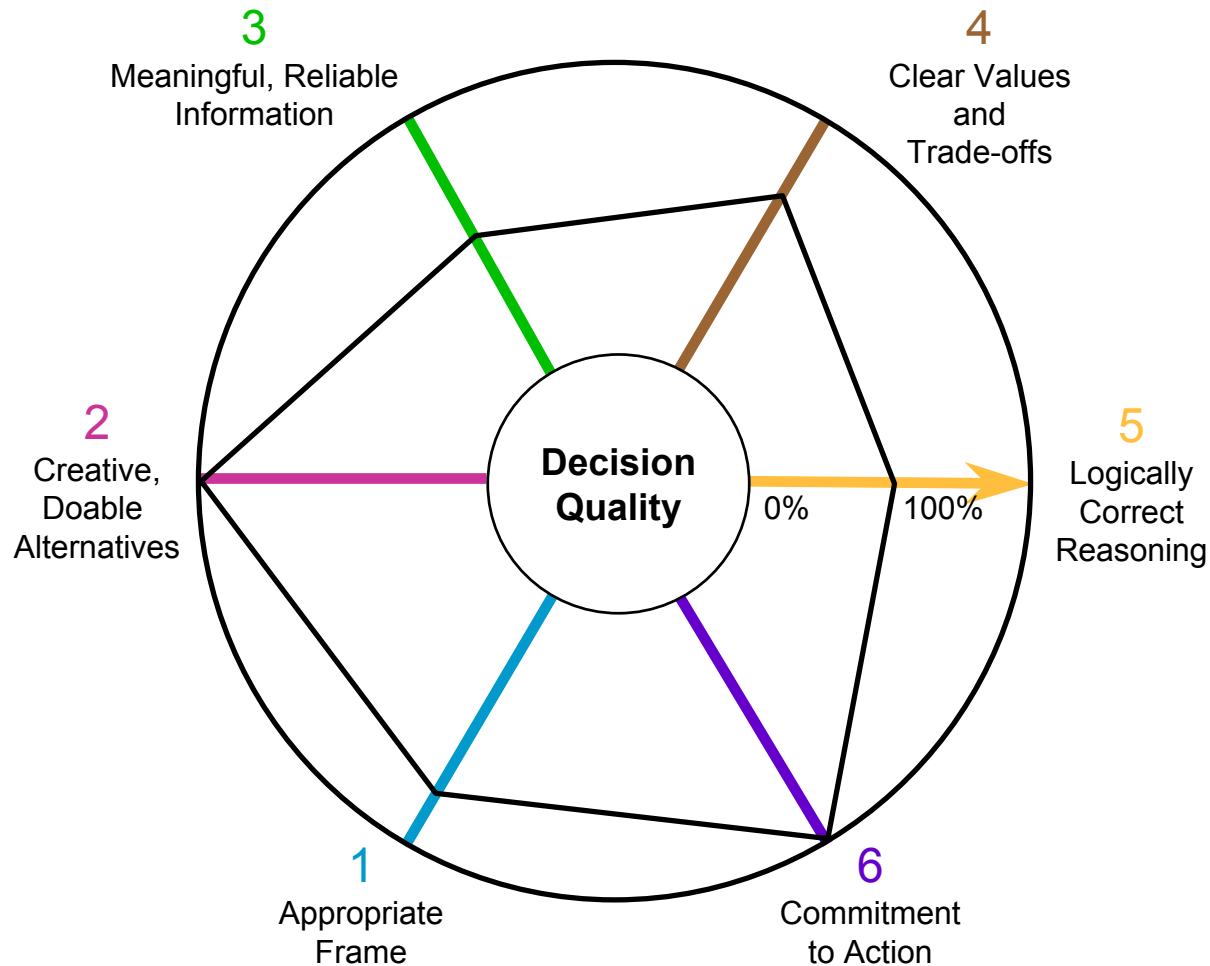 3
Meaningful, Reliable
Information
4
Clear Values
and
Trade-offs
2
Creative,
Doable
Alternatives
Decision
Quality
0%
100%
5
Logically
Correct
Reasoning
1
Appropriate
Frame
6
Commitment
to Action